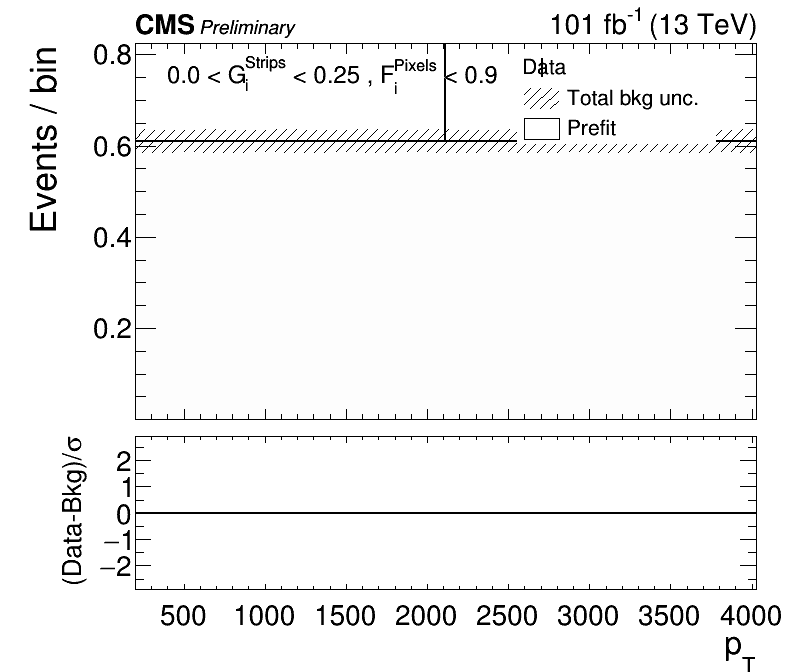 CMS Preliminary 101 fb-1 (13 TeV)
0.0 < GiStrips < 0.25 , FiPixels < 0.9
Data
Total bkg unc.
Prefit
Events / bin
0.8
0.6
0.4
0.2
(Data-Bkg)/σ
2
1
0
−1
−2
500 1000 1500 2000 2500 3000 3500 4000
pT